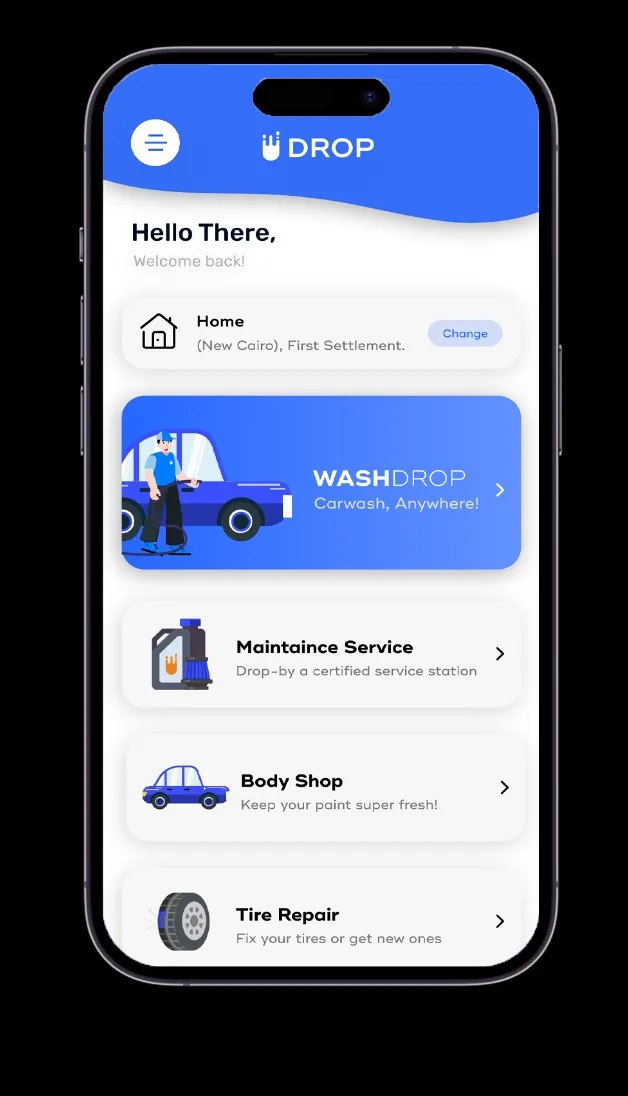 DROP
Hello There,
Welcome back!
Home
(New Cairo), First Settlement.
Change
WASHDROP
Carwash, Anywhere!
Maintaince Service
Drop-by a certified service station
Body Shop
Keep your paint super fresh!
Tire Repair
Fix your tires or get new ones